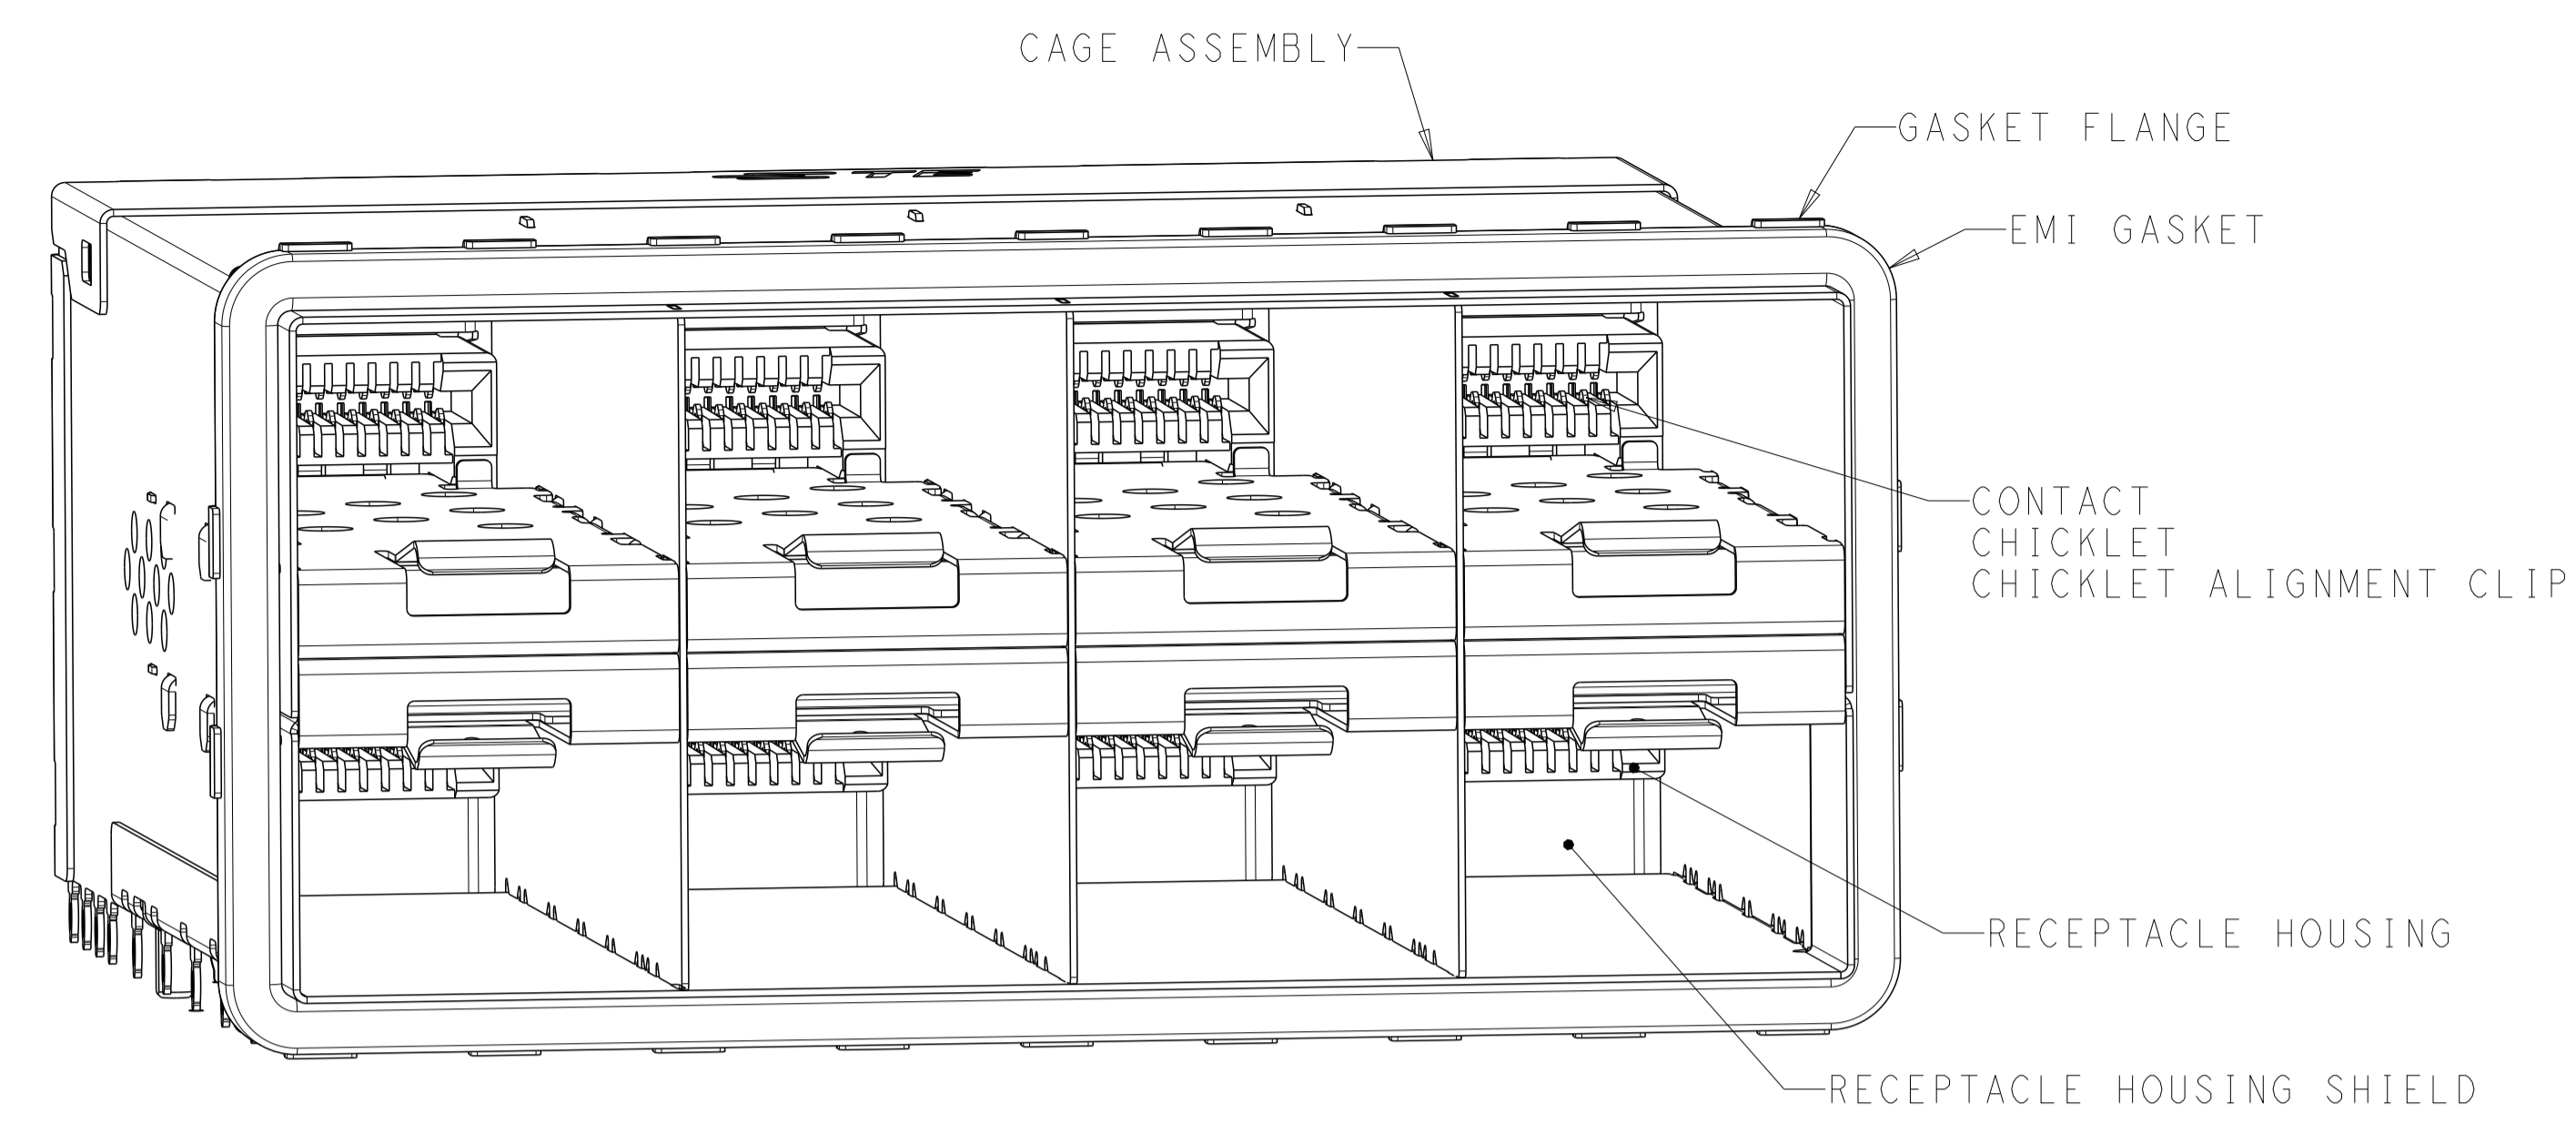 CAGE ASSEMBLY
GASKET FLANGE
EMI GASKET
CONTACT
CHICKLET
CHICKLET ALIGNMENT CLIP
RECEPTACLE HOUSING
RECEPTACLE HOUSING SHIELD